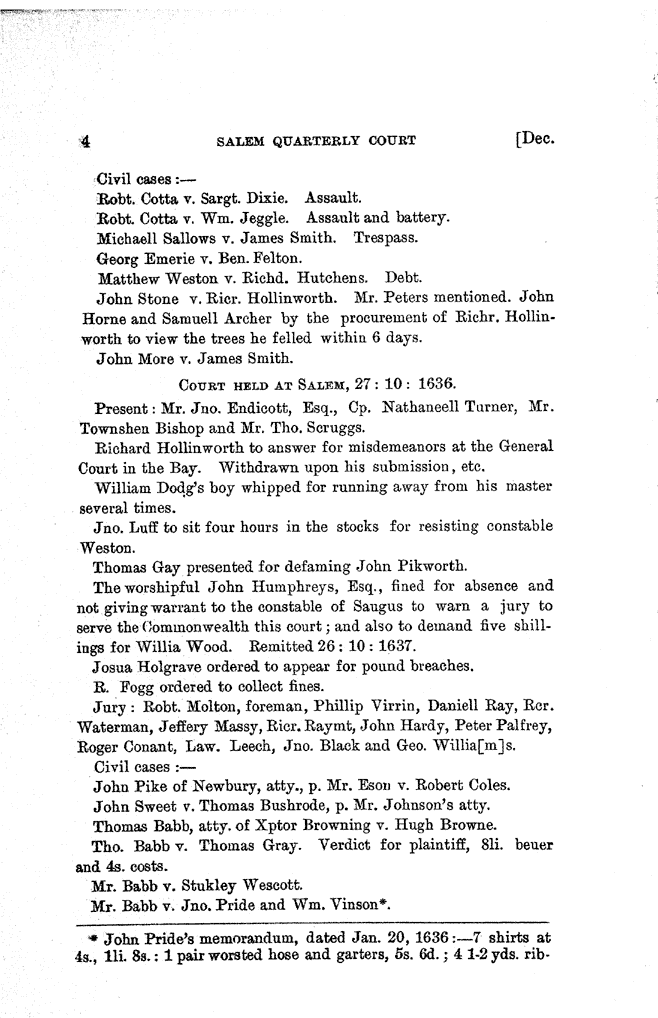 4 SALEM QUARTERLY COURT [Dec.
Civil cases :—
Robt. Cotta v. Sargt. Dixie. Assault.
Robt. Cotta v. Wm. Jeggle. Assault and battery.
Michaell Sallows v. James Smith. Trespass.
Georg Emerie v. Ben. Felton.
Matthew Weston v. Richd. Hutchens. Debt.
John Stone v. Ricr. Hollinworth. Mr. Peters mentioned. John
Horne and Samuell Archer by the procurement of Richr. Hollin-
worth to view the trees he felled within 6 days.
John More v. James Smith.
COURT HELD AT SALEM, 27 : 10 : 1636.
Present : Mr. Jno. Endicott, Esq., Cp. Nathaneell Turner, Mr.
Townshen Bishop and Mr. Tho. Scruggs.
Richard Hollinworth to answer for misdemeanors at the General
Court in the Bay. Withdrawn upon his submission, etc.
William Dodg's boy whipped for running away from his master
several times.
Jno. Luff to sit four hours in the stocks for resisting constable
Weston.
Thomas Gay presented for defaming John Pikworth.
The worshipful John Humphreys, Esq., fined for absence and
not giving warrant to the constable of Saugus to warn a jury to
serve the Commonwealth this court ; and also to demand five shill-
ings for Willia Wood. Remitted 26 : 10 : 1637.
Josua Holgrave ordered to appear for pound breaches.
R. Fogg ordered to collect fines.
Jury : Robt. Molton, foreman, Phillip Virrin, Daniell Ray, Rcr.
Waterman, Jeffery Massy, Ricr. Raymt, John Hardy, Peter Palfrey,
Roger Conant, Law. Leech, Jno. Black and Geo. Willia[m]s.
Civil cases :—
John Pike of Newbury, atty., p. Mr. Eson v. Robert Coles.
John Sweet v. Thomas Bushrode, p. Mr. Johnson's atty.
Thomas Babb, atty. of Xptor Browning v. Hugh Browne.
Tho. Babb v. Thomas Gray. Verdict for plaintiff, 8li. beuer
and 4s. costs.
Mr. Babb v. Stukley Wescott.
Mr. Babb v. Jno. Pride and Wm. Vinson*.
* John Pride's memorandum, dated Jan. 20, 1636 :—7 shirts at
4s., 1li. 8s. : 1 pair worsted hose and garters, 5s. 6d. ; 4 1-2 yds. rib-